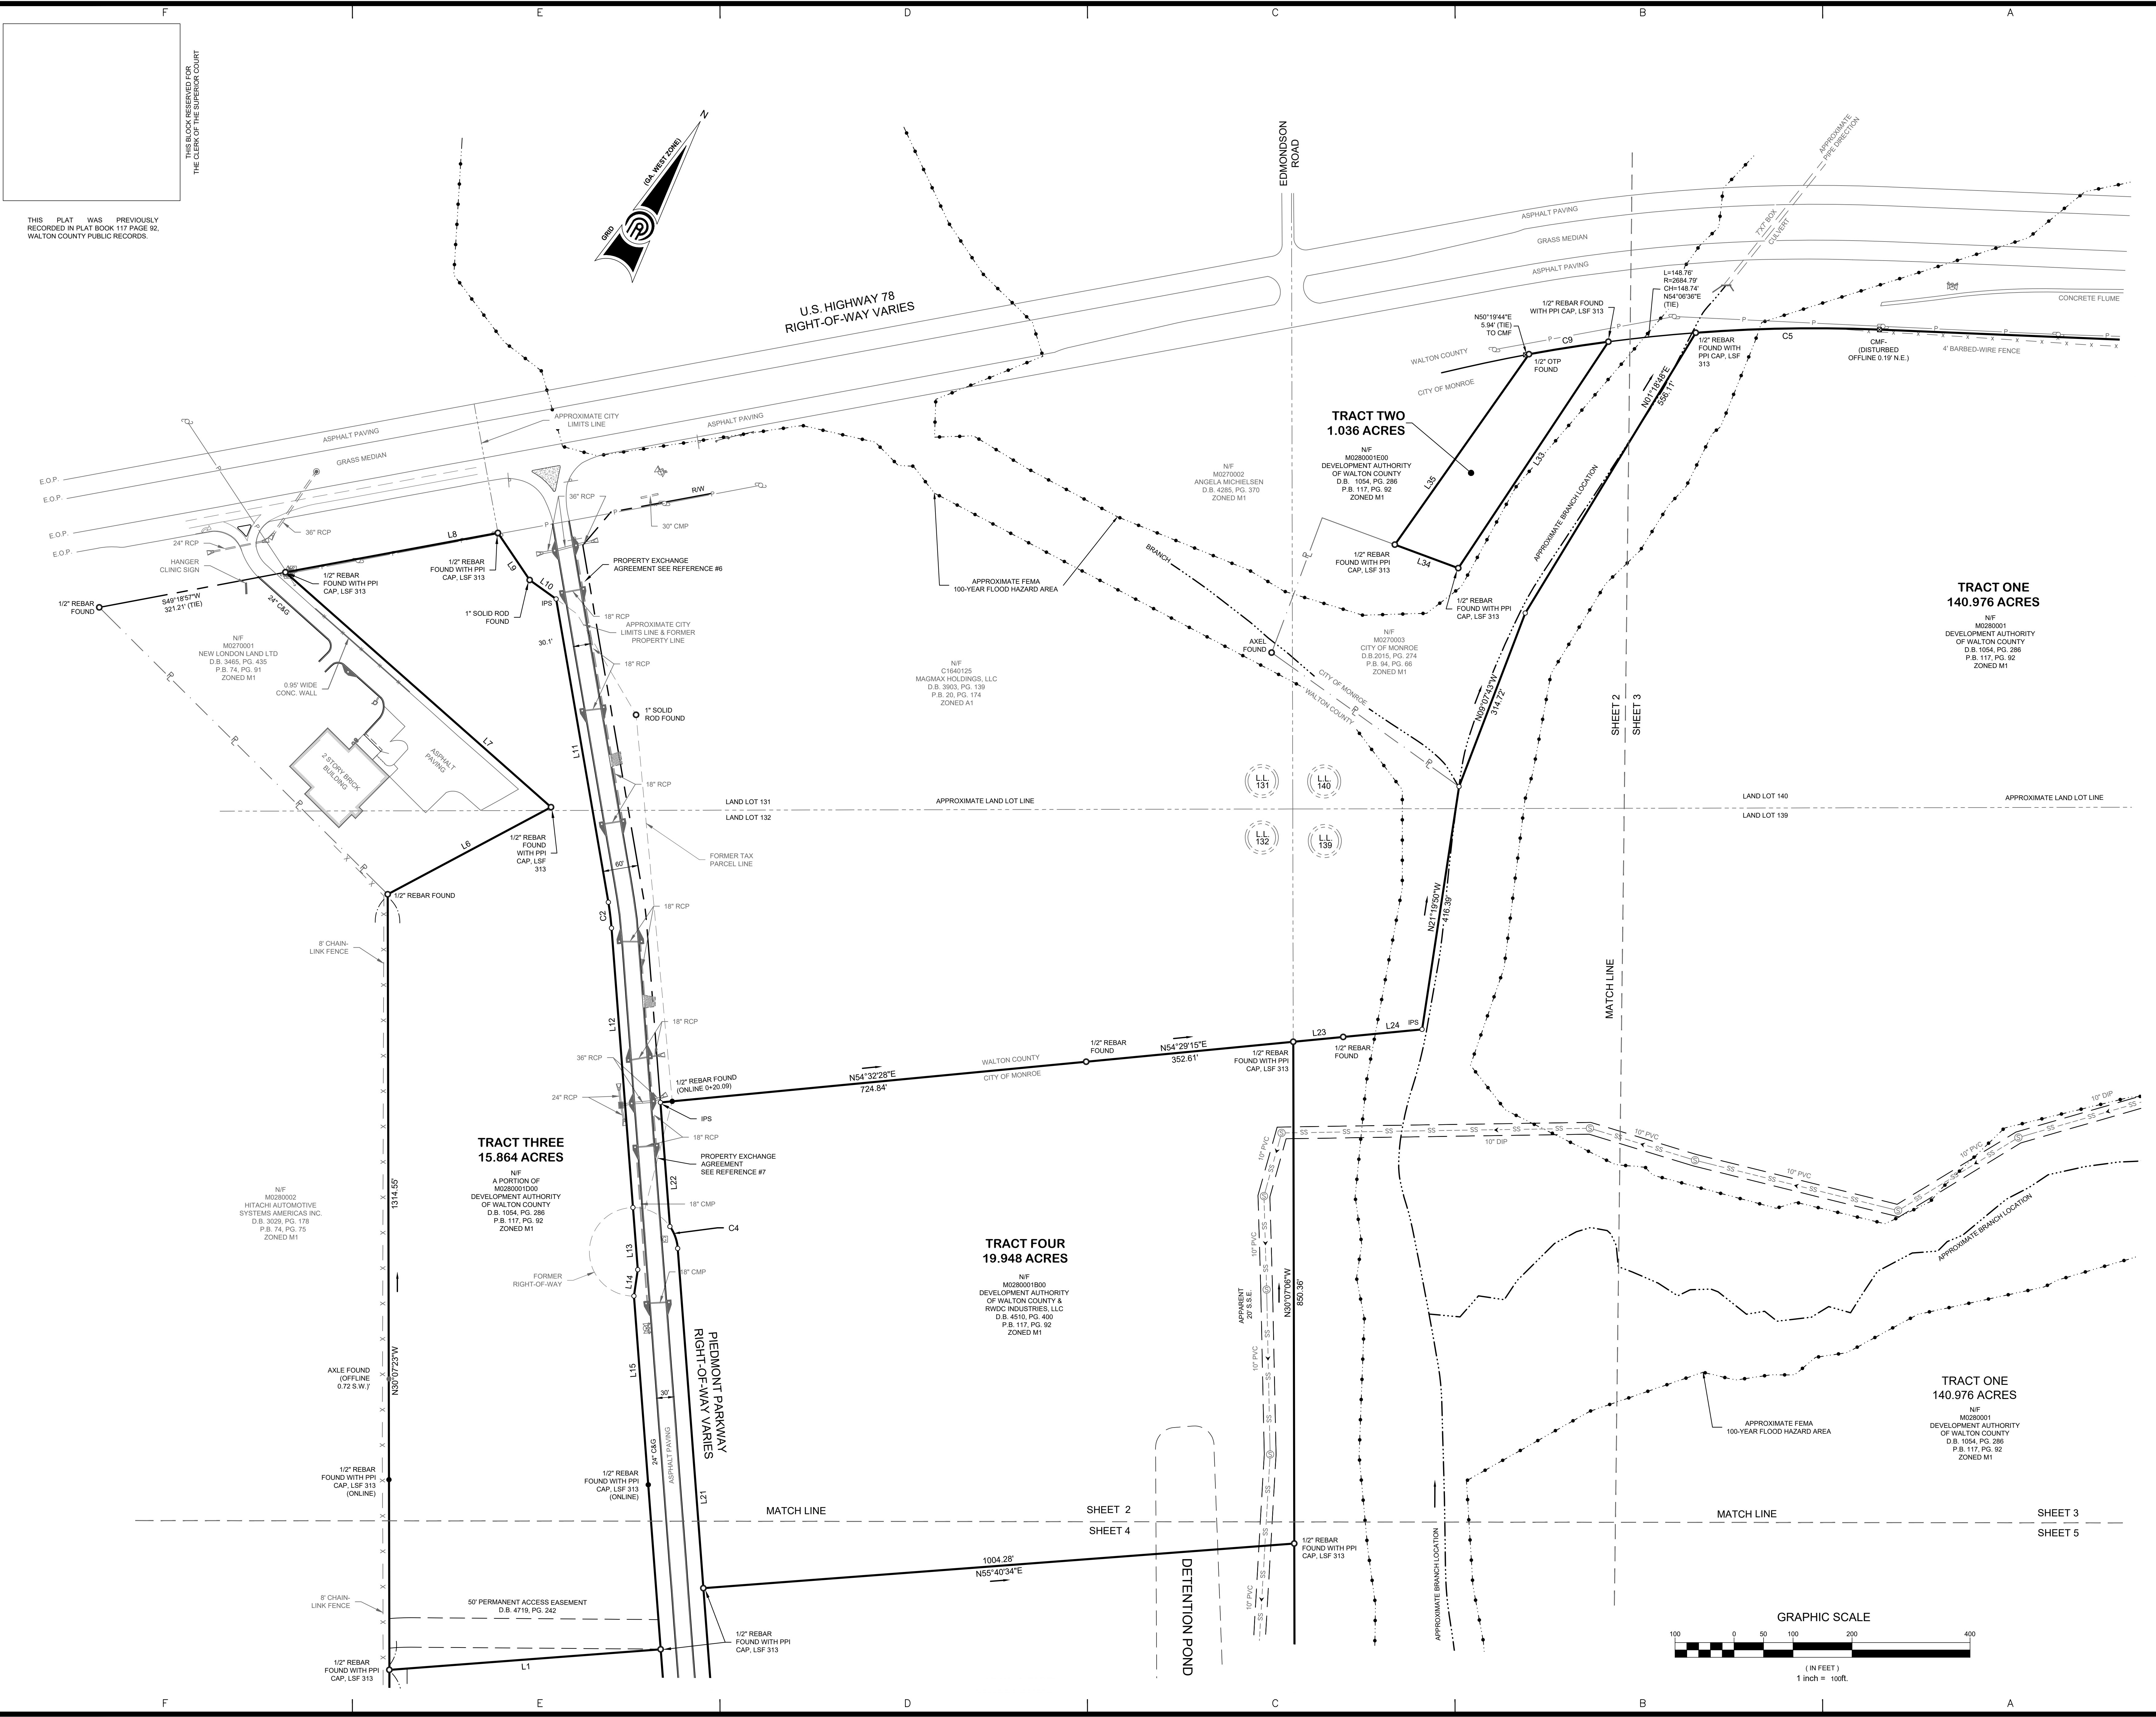 F
E
D
C
B
A
THIS BLOCK RESERVED FOR
THE CLERK OF THE SUPERIOR COURT
THIS PLAT WAS PREVIOUSLY
RECORDED IN PLAT BOOK 117 PAGE 92,
WALTON COUNTY PUBLIC RECORDS.
N
(GA. WEST ZONE)
GRID
EDMONDSON
ROAD
U.S. HIGHWAY 78
RIGHT-OF-WAY VARIES
ASPHALT PAVING
GRASS MEDIAN
ASPHALT PAVING
APPROXIMATE
PIPE DIRECTION
7'X7' BOX
CULVERT
CONCRETE FLUME
L=148.76'
R=2684.79'
CH=148.74'
N54°06'36"E
(TIE)
1/2" REBAR FOUND
WITH PPI CAP, LSF 313
N50°19'44"E
5.94' (TIE)
TO CMF
P
P
P
P
P
P
C9
C5
X
X
X
X
1/2" OTP
FOUND
1/2" REBAR
FOUND WITH
PPI CAP, LSF
313
CMF-
(DISTURBED
OFFLINE 0.19' N.E.)
4' BARBED-WIRE FENCE
WALTON COUNTY
CITY OF MONROE
N01°18'48"E
556.11'
TRACT TWO
1.036 ACRES
N/F
M0280001E00
DEVELOPMENT AUTHORITY
OF WALTON COUNTY
D.B. 1054, PG. 286
P.B. 117, PG. 92
ZONED M1
L35
L33
L34
APPROXIMATE BRANCH LOCATION
N/F
M0270002
ANGELA MICHIELSEN
D.B. 4285, PG. 370
ZONED M1
1/2" REBAR
FOUND WITH PPI
CAP, LSF 313
1/2" REBAR
FOUND WITH PPI
CAP, LSF 313
APPROXIMATE CITY
LIMITS LINE
ASPHALT PAVING
GRASS MEDIAN
ASPHALT PAVING
E.O.P.
E.O.P.
E.O.P.
E.O.P.
P
P
P
R/W
36" RCP
30" CMP
36" RCP
24" RCP
HANGER
CLINIC SIGN
L8
L9
L10
1/2" REBAR
FOUND WITH PPI
CAP, LSF 313
1/2" REBAR
FOUND WITH PPI
CAP, LSF 313
PROPERTY EXCHANGE
AGREEMENT SEE REFERENCE #6
1/2" REBAR
FOUND
S49°18'57"W
321.21' (TIE)
24" C&G
1" SOLID ROD
FOUND
IPS
18" RCP
APPROXIMATE CITY
LIMITS LINE & FORMER
PROPERTY LINE
30.1'
18" RCP
N/F
M0270001
NEW LONDON LAND LTD
D.B. 3465, PG. 435
P.B. 74, PG. 91
ZONED M1
0.95' WIDE
CONC. WALL
2 STORY BRICK
BUILDING
ASPHALT
PAVING
L7
L11
L6
1" SOLID
ROD FOUND
18" RCP
N/F
C1640125
MAGMAX HOLDINGS, LLC
D.B. 3903, PG. 139
P.B. 20, PG. 174
ZONED A1
APPROXIMATE FEMA
100-YEAR FLOOD HAZARD AREA
BRANCH
AXEL
FOUND
CITY OF MONROE
WALTON COUNTY
N/F
M0270003
CITY OF MONROE
D.B.2015, PG. 274
P.B. 94, PG. 66
ZONED M1
N09°07'43"W
314.72'
SHEET 2
SHEET 3
TRACT ONE
140.976 ACRES
N/F
M0280001
DEVELOPMENT AUTHORITY
OF WALTON COUNTY
D.B. 1054, PG. 286
P.B. 117, PG. 92
ZONED M1
LAND LOT 131
LAND LOT 132
APPROXIMATE LAND LOT LINE
L.L.
131
L.L.
140
L.L.
132
L.L.
139
LAND LOT 140
LAND LOT 139
APPROXIMATE LAND LOT LINE
1/2" REBAR
FOUND
WITH PPI
CAP, LSF
313
60'
FORMER TAX
PARCEL LINE
1/2" REBAR FOUND
8' CHAIN-
LINK FENCE
C2
18" RCP
L12
18" RCP
36" RCP
24" RCP
1/2" REBAR FOUND
(ONLINE 0+20.09)
IPS
18" RCP
PROPERTY EXCHANGE
AGREEMENT
SEE REFERENCE #7
N54°32'28"E
724.84'
WALTON COUNTY
CITY OF MONROE
1/2" REBAR
FOUND
N54°29'15"E
352.61'
1/2" REBAR
FOUND WITH PPI
CAP, LSF 313
L23
L24
IPS
1/2" REBAR
FOUND
N21°19'50"W
416.39'
MATCH LINE
10" PVC
10" DIP
10" PVC
10" PVC
10" PVC
10" DIP
SS
S
APPROXIMATE BRANCH LOCATION
TRACT THREE
15.864 ACRES
N/F
A PORTION OF
M0280001D00
DEVELOPMENT AUTHORITY
OF WALTON COUNTY
D.B. 1054, PG. 286
P.B. 117, PG. 92
ZONED M1
1314.55'
N30°07'23"W
N/F
M0280002
HITACHI AUTOMOTIVE
SYSTEMS AMERICAS INC.
D.B. 3029, PG. 178
P.B. 74, PG. 75
ZONED M1
L22
18" CMP
C4
L13
L14
FORMER
RIGHT-OF-WAY
18" CMP
L15
30'
24" C&G
ASPHALT PAVING
L21
PIEDMONT PARKWAY
RIGHT-OF-WAY VARIES
TRACT FOUR
19.948 ACRES
N/F
M0280001B00
DEVELOPMENT AUTHORITY
OF WALTON COUNTY &
RWDC INDUSTRIES, LLC
D.B. 4510, PG. 400
P.B. 117, PG. 92
ZONED M1
10" PVC
APPARENT
20' S.S.E.
10" PVC
N30°07'06"W
850.36'
AXLE FOUND
(OFFLINE
0.72 S.W.)'
1/2" REBAR
FOUND WITH PPI
CAP, LSF 313
(ONLINE)
1/2" REBAR
FOUND WITH PPI
CAP, LSF 313
(ONLINE)
APPROXIMATE FEMA
100-YEAR FLOOD HAZARD AREA
TRACT ONE
140.976 ACRES
N/F
M0280001
DEVELOPMENT AUTHORITY
OF WALTON COUNTY
D.B. 1054, PG. 286
P.B. 117, PG. 92
ZONED M1
MATCH LINE
SHEET 2
SHEET 4
MATCH LINE
SHEET 3
SHEET 5
1004.28'
N55°40'34"E
1/2" REBAR
FOUND WITH PPI
CAP, LSF 313
DETENTION POND
10" PVC
APPROXIMATE BRANCH LOCATION
8' CHAIN-
LINK FENCE
50' PERMANENT ACCESS EASEMENT
D.B. 4719, PG. 242
1/2" REBAR
FOUND WITH PPI
CAP, LSF 313
L1
1/2" REBAR
FOUND WITH PPI
CAP, LSF 313
GRAPHIC SCALE
100 0 50 100 200 400
( IN FEET )
1 inch = 100ft.
F
E
D
C
B
A